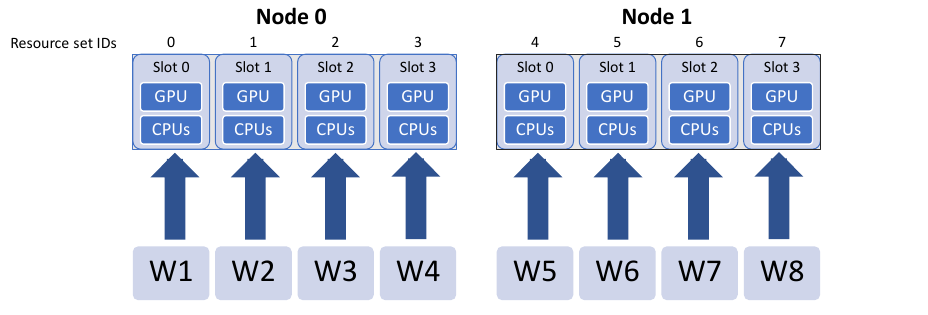 Node 0 Node 1
Resource set IDs 0 1 2 3 4 5 6 7
Slot 0 Slot 1 Slot 2 Slot 3 Slot 0 Slot 1 Slot 2 Slot 3
GPU GPU GPU GPU GPU GPU GPU GPU
CPUs CPUs CPUs CPUs CPUs CPUs CPUs CPUs
W1 W2 W3 W4 W5 W6 W7 W8